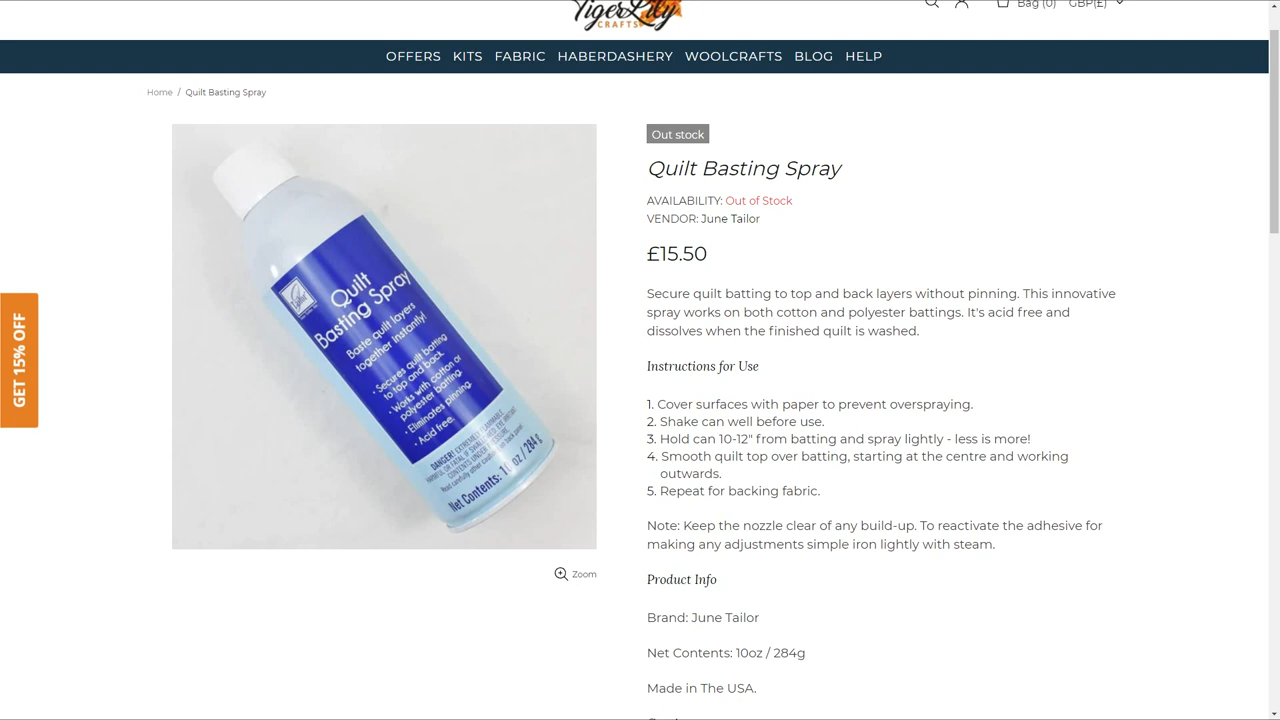 TigerLily
CRAFTS
Bag (0)
GBP(£)
OFFERS KITS FABRIC HABERDASHERY WOOLCRAFTS BLOG HELP
Home / Quilt Basting Spray
GET 15% OFF
Quilt
Basting Spray
Baste quilt layers
together instantly!
• Secures quilt batting
to top and back.
• Works with cotton or
polyester batting.
• Eliminates pinning.
• Acid free.
Net Contents: 10 oz / 284 g
Zoom
Out stock
Quilt Basting Spray
AVAILABILITY: Out of Stock
VENDOR: June Tailor
£15.50
Secure quilt batting to top and back layers without pinning. This innovative
spray works on both cotton and polyester battings. It's acid free and
dissolves when the finished quilt is washed.
Instructions for Use
1. Cover surfaces with paper to prevent overspraying.
2. Shake can well before use.
3. Hold can 10-12" from batting and spray lightly - less is more!
4. Smooth quilt top over batting, starting at the centre and working
outwards.
5. Repeat for backing fabric.
Note: Keep the nozzle clear of any build-up. To reactivate the adhesive for
making any adjustments simple iron lightly with steam.
Product Info
Brand: June Tailor
Net Contents: 10oz / 284g
Made in The USA.